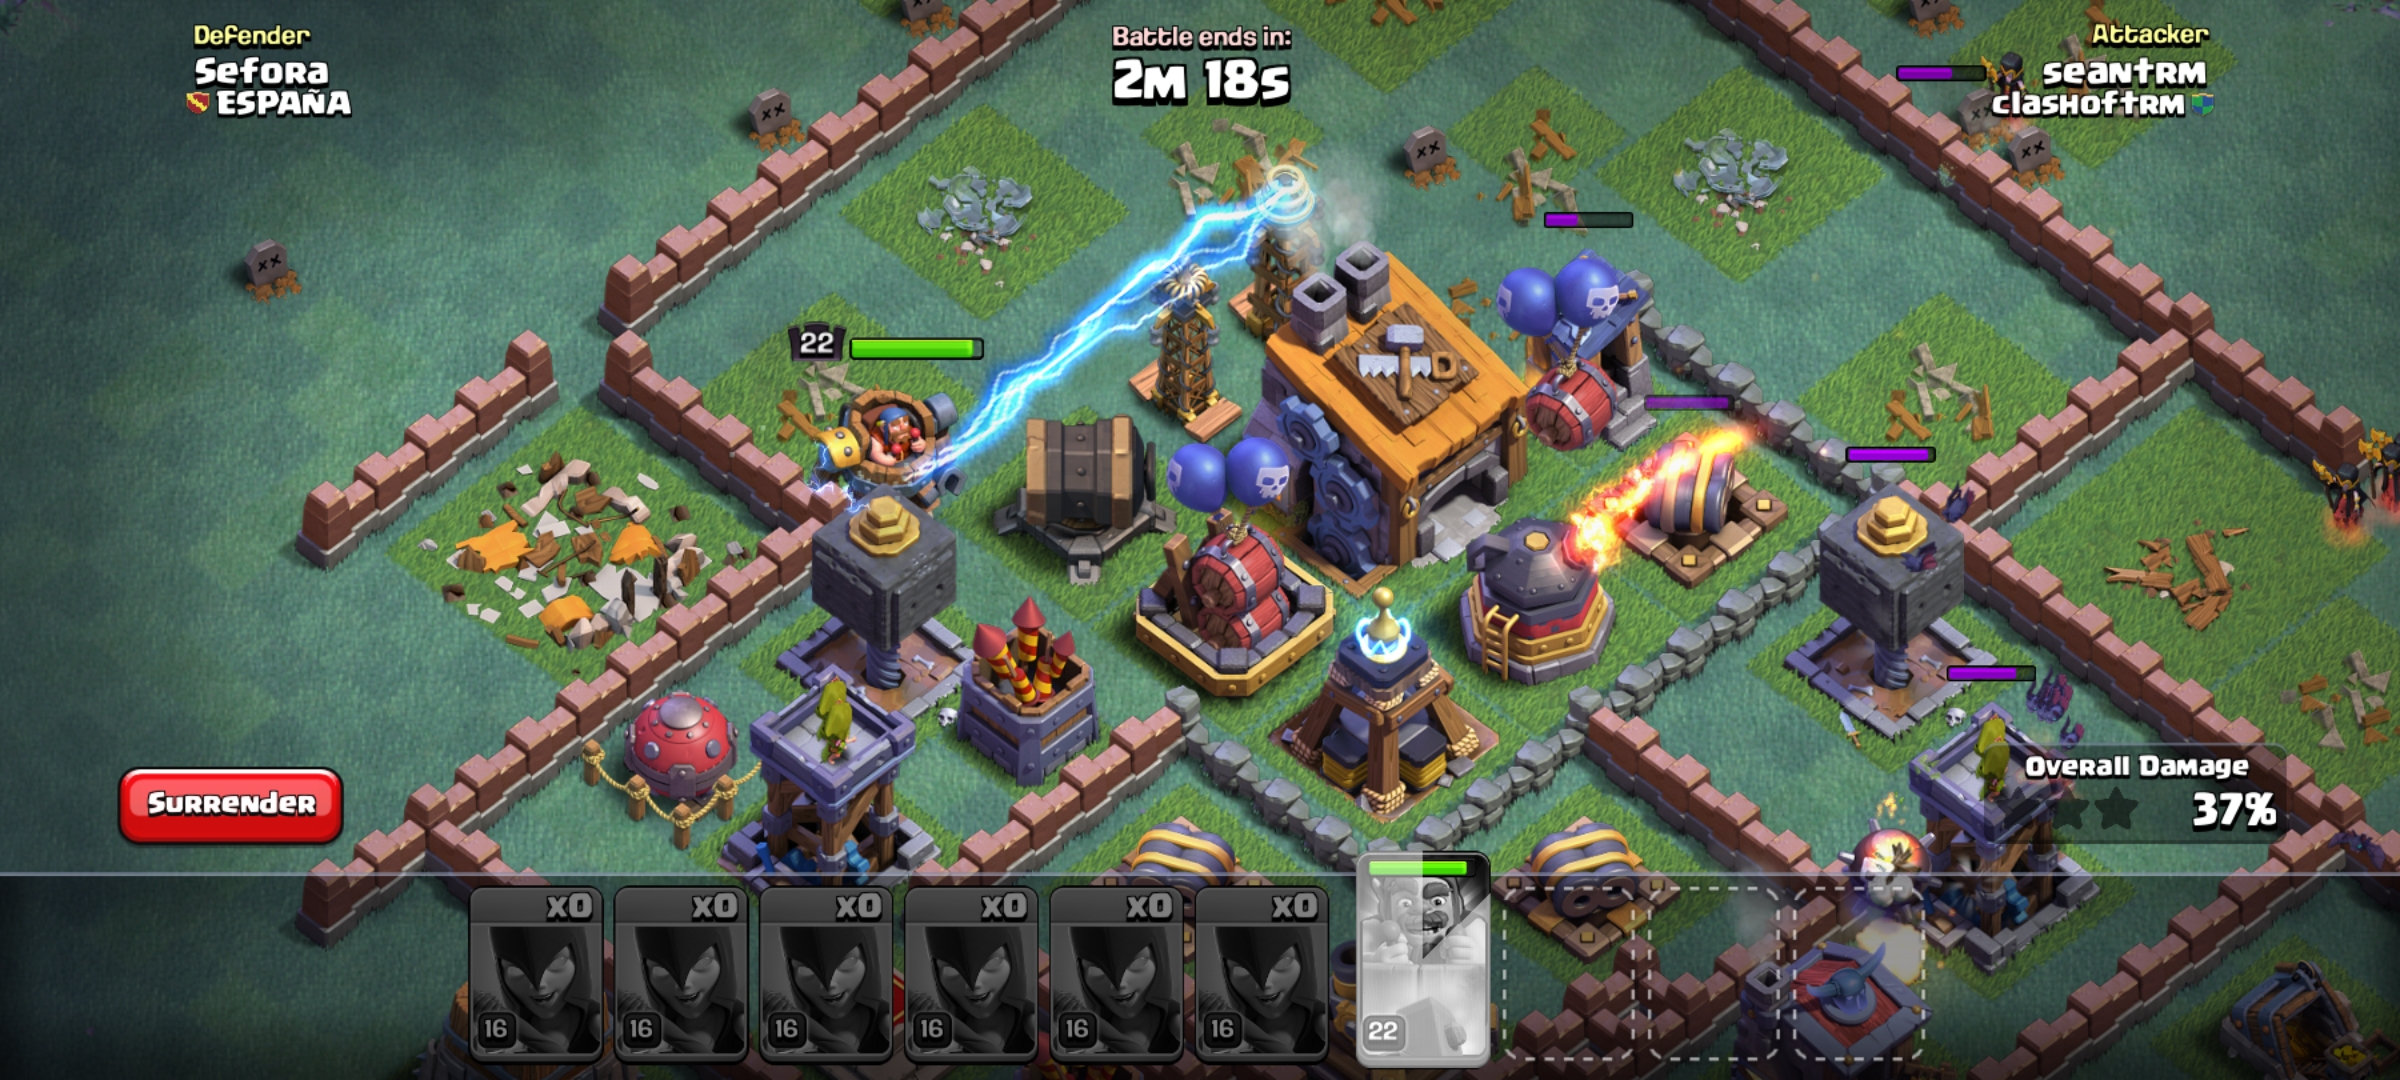 Defender
Sefora
ESPAÑA
Battle ends in:
2M 18s
Attacker
seantRM
clashoftRM
22
Surrender
Overall Damage
37%
x0
x0
x0
x0
x0
x0
16
16
16
16
16
16
22